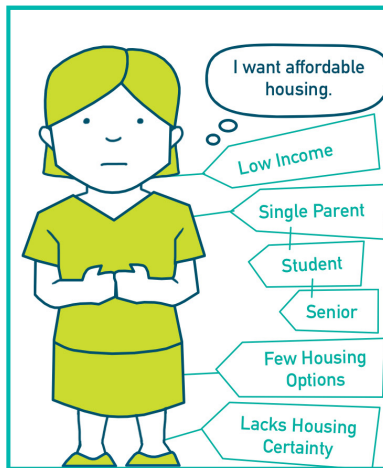 I want affordable
housing.
Low Income
Single Parent
Student
Senior
Few Housing
Options
Lacks Housing
Certainty